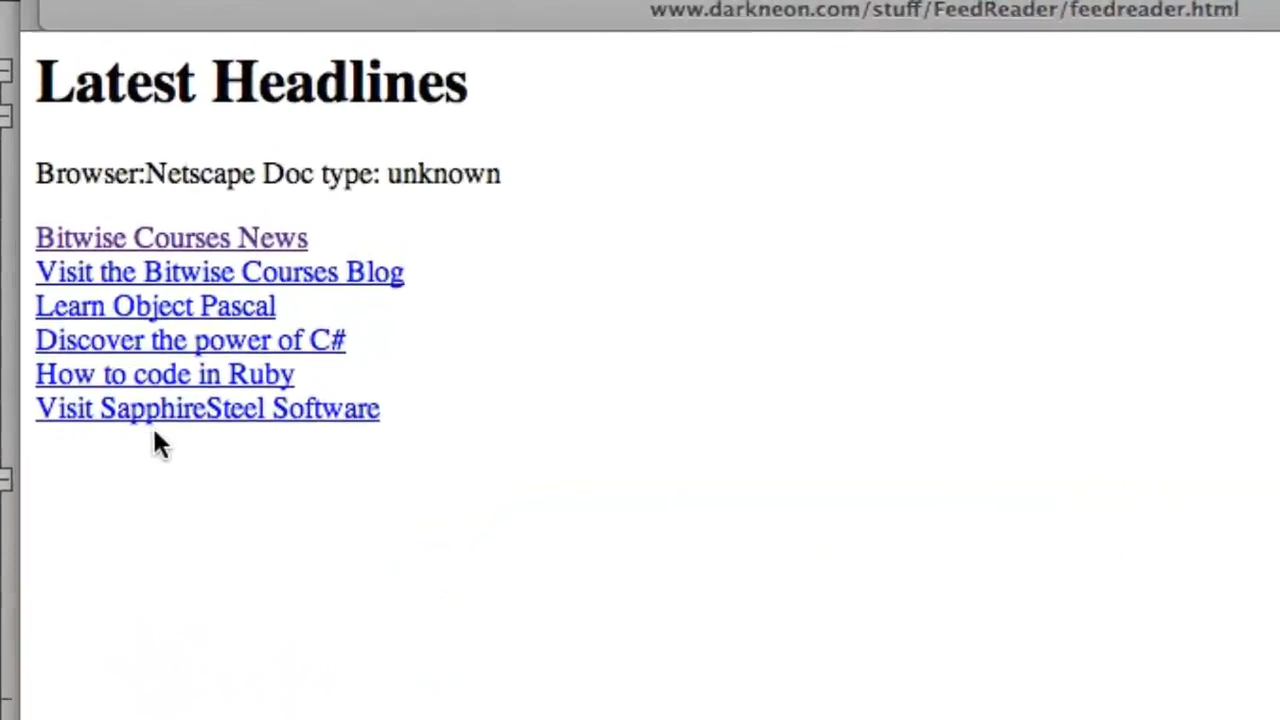 www.darkneon.com/stuff/FeedReader/feedreader.html
Latest Headlines
Browser:Netscape Doc type: unknown
Bitwise Courses News
Visit the Bitwise Courses Blog
Learn Object Pascal
Discover the power of C#
How to code in Ruby
Visit SapphireSteel Software